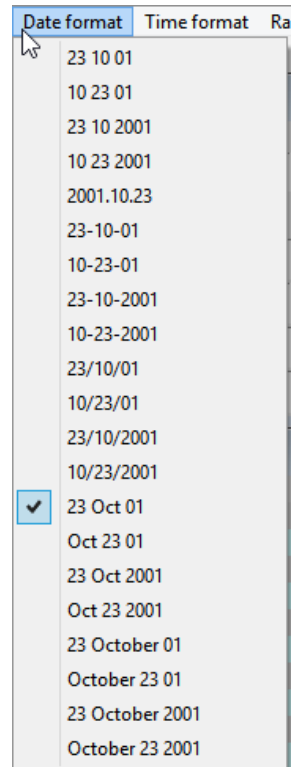 Date format Time format Ra
23 10 01
10 23 01
23 10 2001
10 23 2001
2001.10.23
23-10-01
10-23-01
23-10-2001
10-23-2001
23/10/01
10/23/01
23/10/2001
10/23/2001
23 Oct 01
Oct 23 01
23 Oct 2001
Oct 23 2001
23 October 01
October 23 01
23 October 2001
October 23 2001